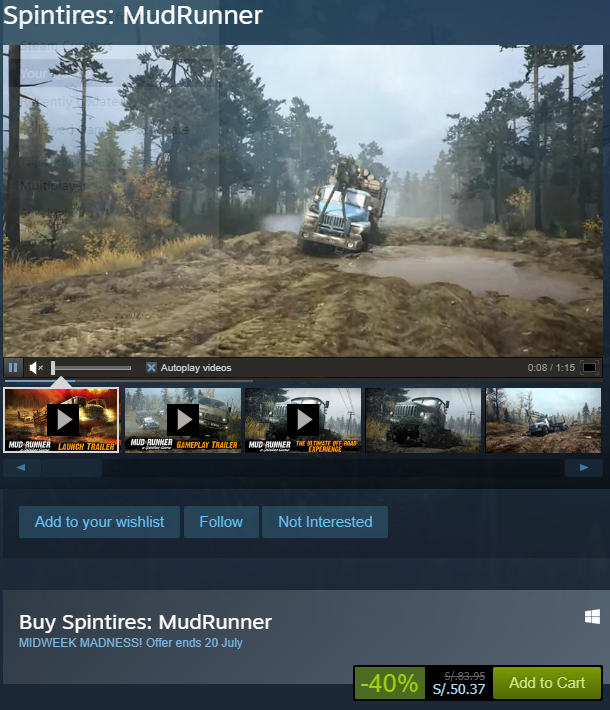 Spintires: MudRunner
Autoplay videos
0:08 / 1:15
MUDRUNNER
LAUNCH TRAILER
MUDRUNNER
GAMEPLAY TRAILER
MUDRUNNER
THE ULTIMATE OFF-ROAD
EXPERIENCE
Add to your wishlist
Follow
Not Interested
Buy Spintires: MudRunner
MIDWEEK MADNESS! Offer ends 20 July
-40%
S/.83.95
S/.50.37
Add to Cart